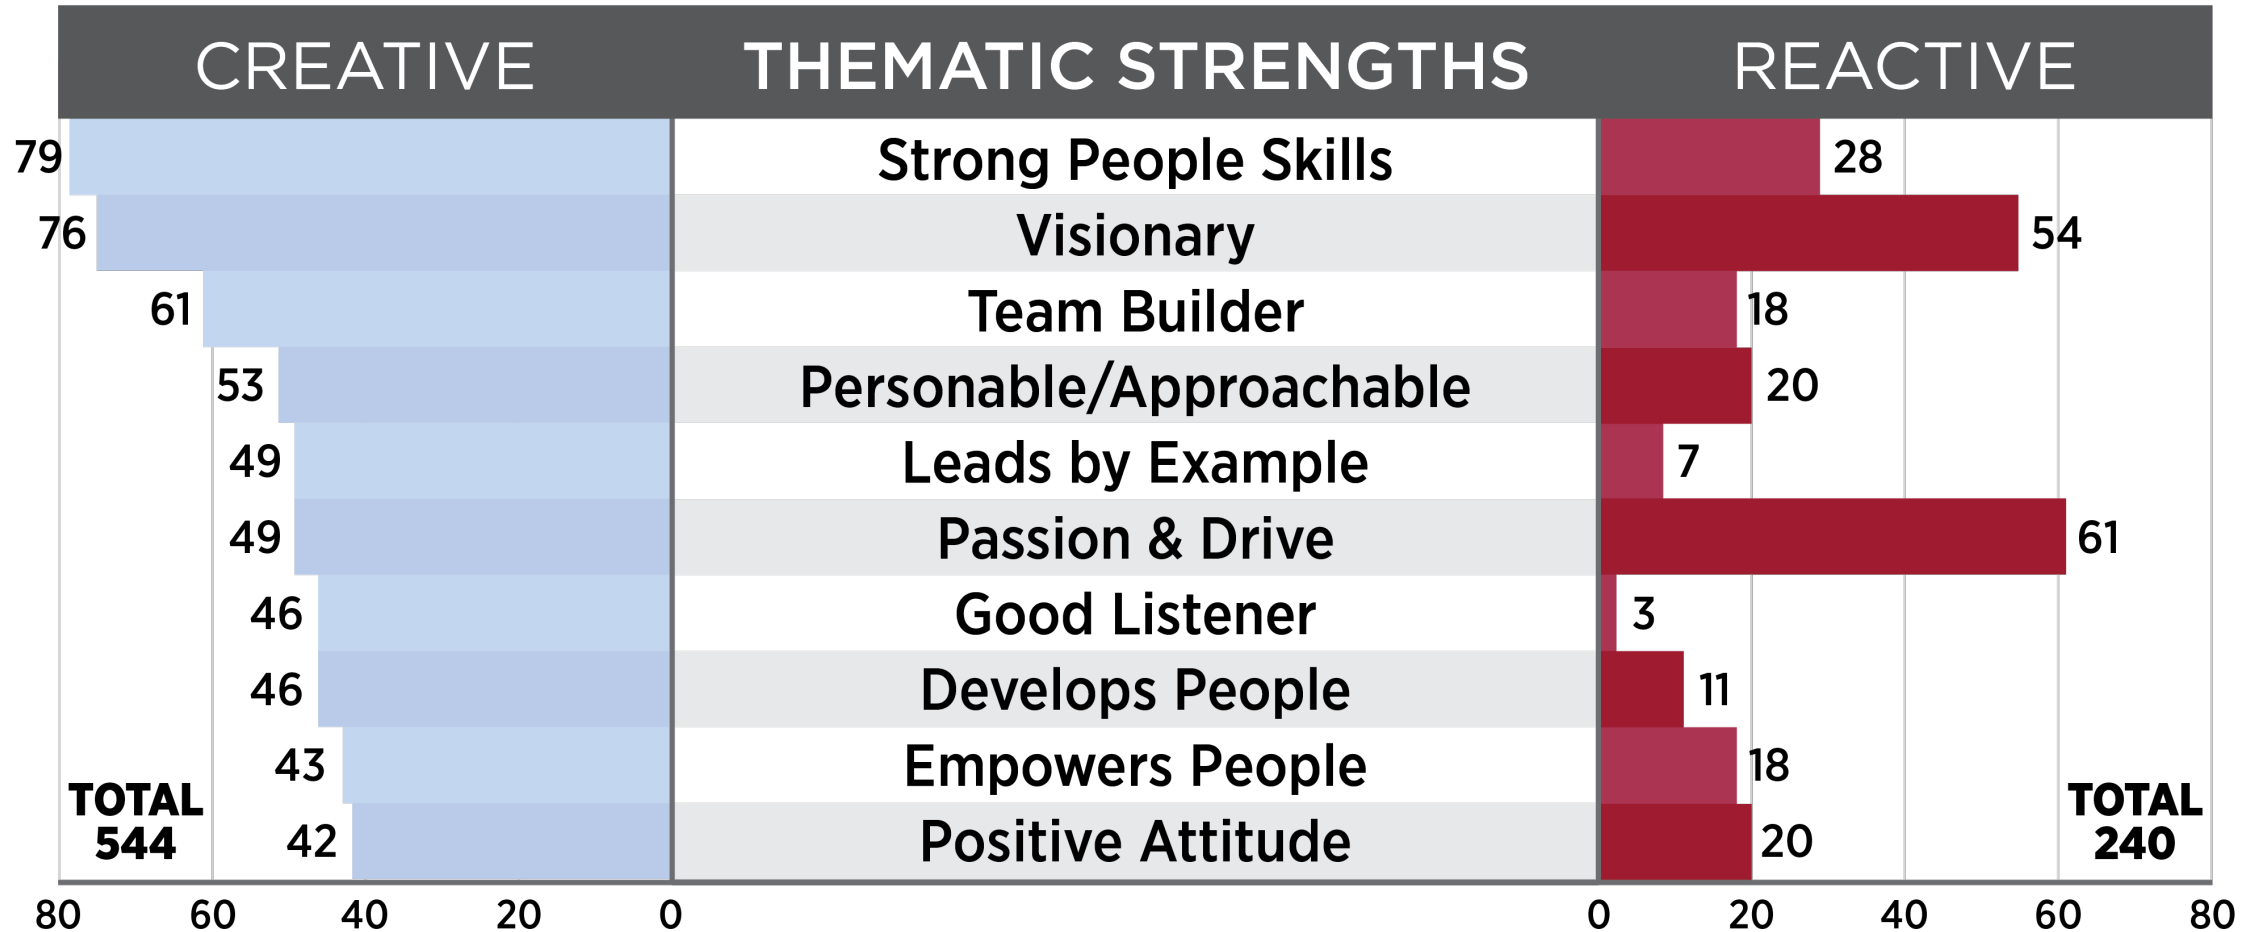 CREATIVE THEMATIC STRENGTHS REACTIVE
79 Strong People Skills 28
76 Visionary 54
61 Team Builder 18
53 Personable/Approachable 20
49 Leads by Example 7
49 Passion & Drive 61
46 Good Listener 3
46 Develops People 11
43 Empowers People 18
42 Positive Attitude 20
TOTAL
544
TOTAL
240
80 60 40 20 0 0 20 40 60 80